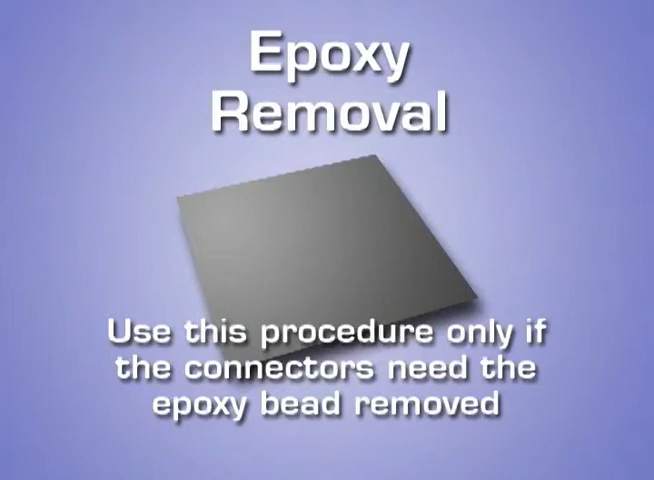 Epoxy
Removal
Use this procedure only if
the connectors need the
epoxy bead removed